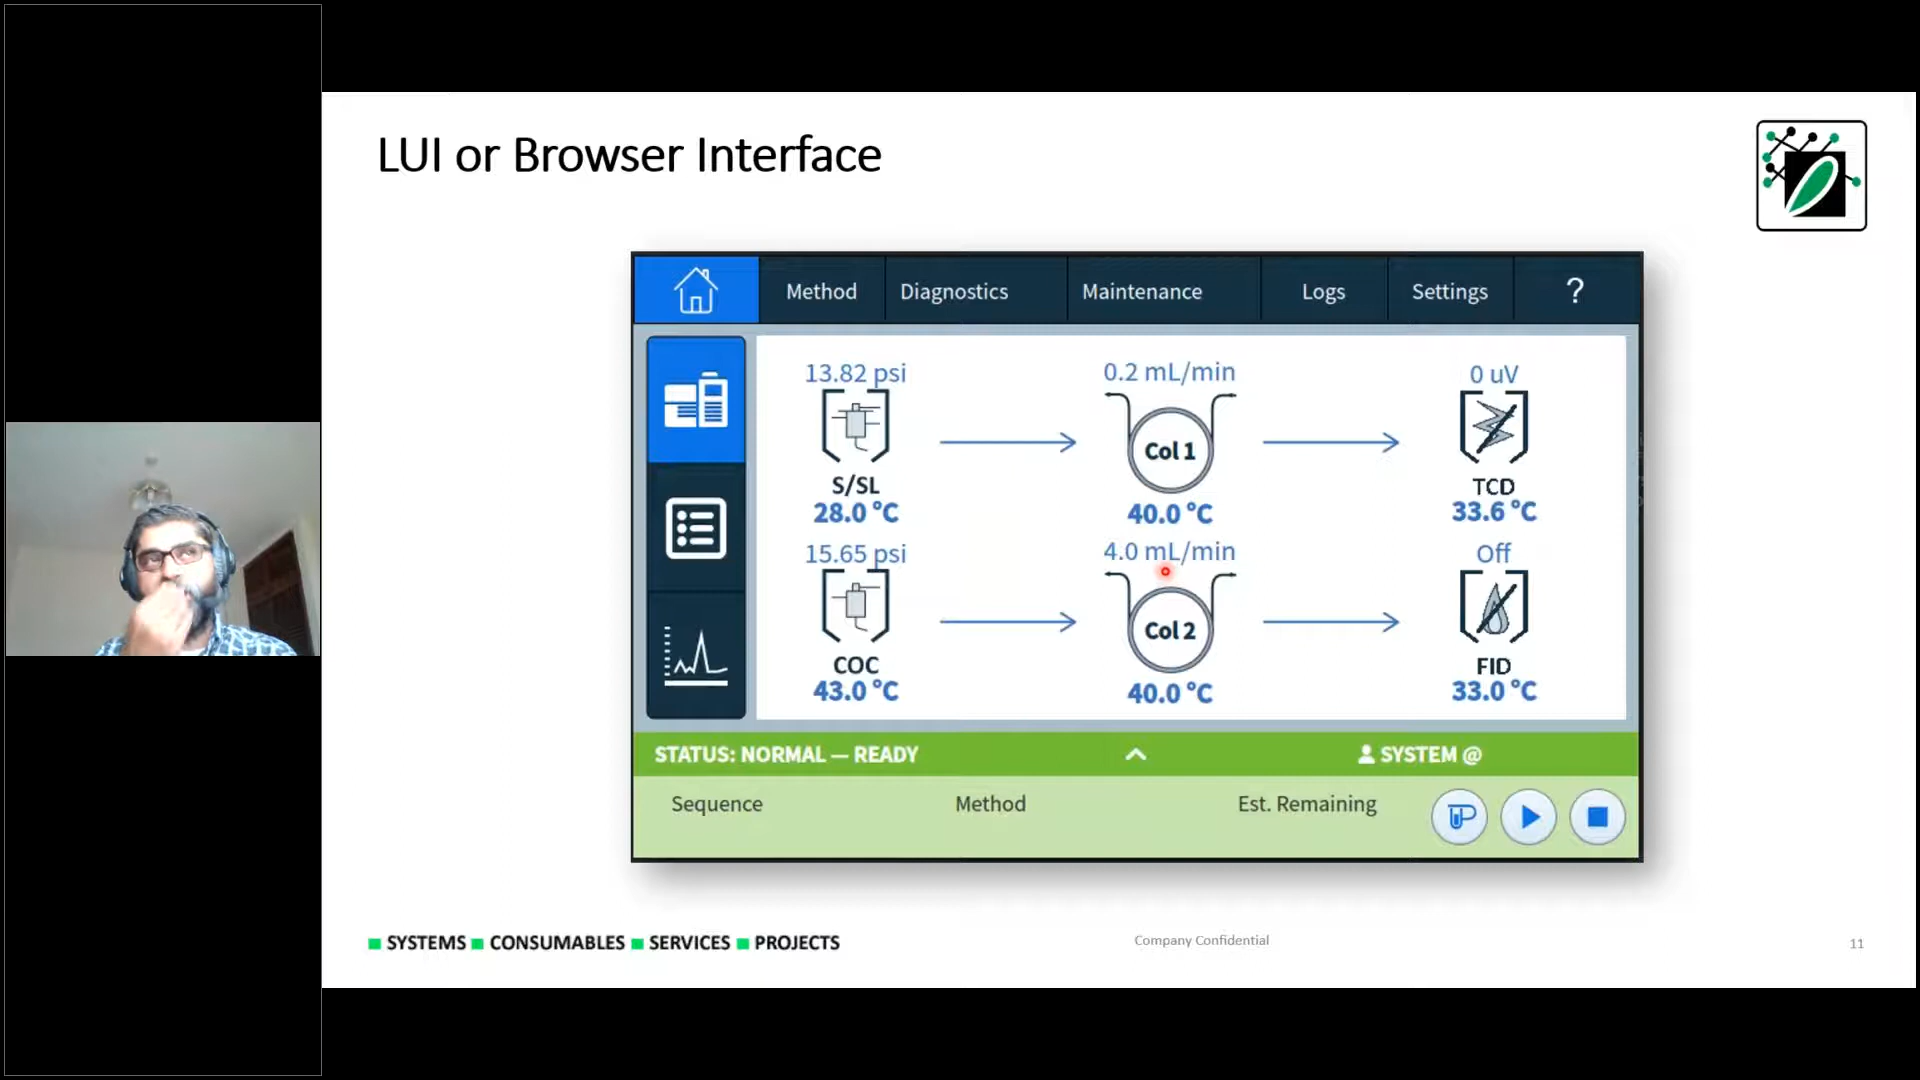 LUI or Browser Interface
Method Diagnostics Maintenance Logs Settings ?
13.82 psi 0.2 mL/min 0 uV
Col 1
S/SL TCD
28.0 °C 40.0 °C 33.6 °C
15.65 psi 4.0 mL/min Off
Col 2
COC FID
43.0 °C 40.0 °C 33.0 °C
STATUS: NORMAL — READY SYSTEM @
Sequence Method Est. Remaining
SYSTEMS CONSUMABLES SERVICES PROJECTS
Company Confidential
11